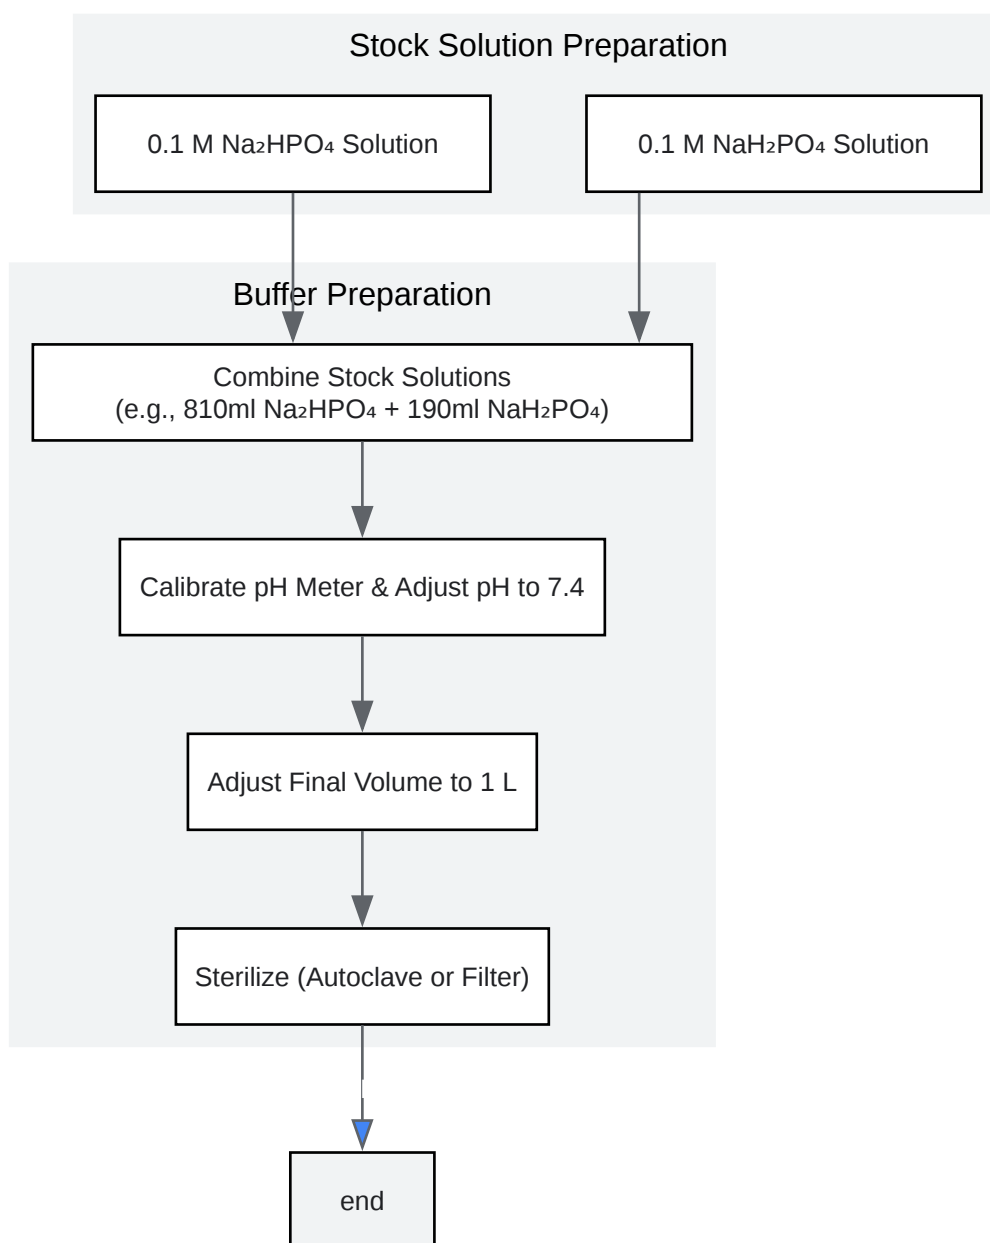 Stock Solution Preparation
0.1 M Na₂HPO₄ Solution
0.1 M NaH₂PO₄ Solution
Buffer Preparation
Combine Stock Solutions
(e.g., 810ml Na₂HPO₄ + 190ml NaH₂PO₄)
Calibrate pH Meter & Adjust pH to 7.4
Adjust Final Volume to 1 L
Sterilize (Autoclave or Filter)
end